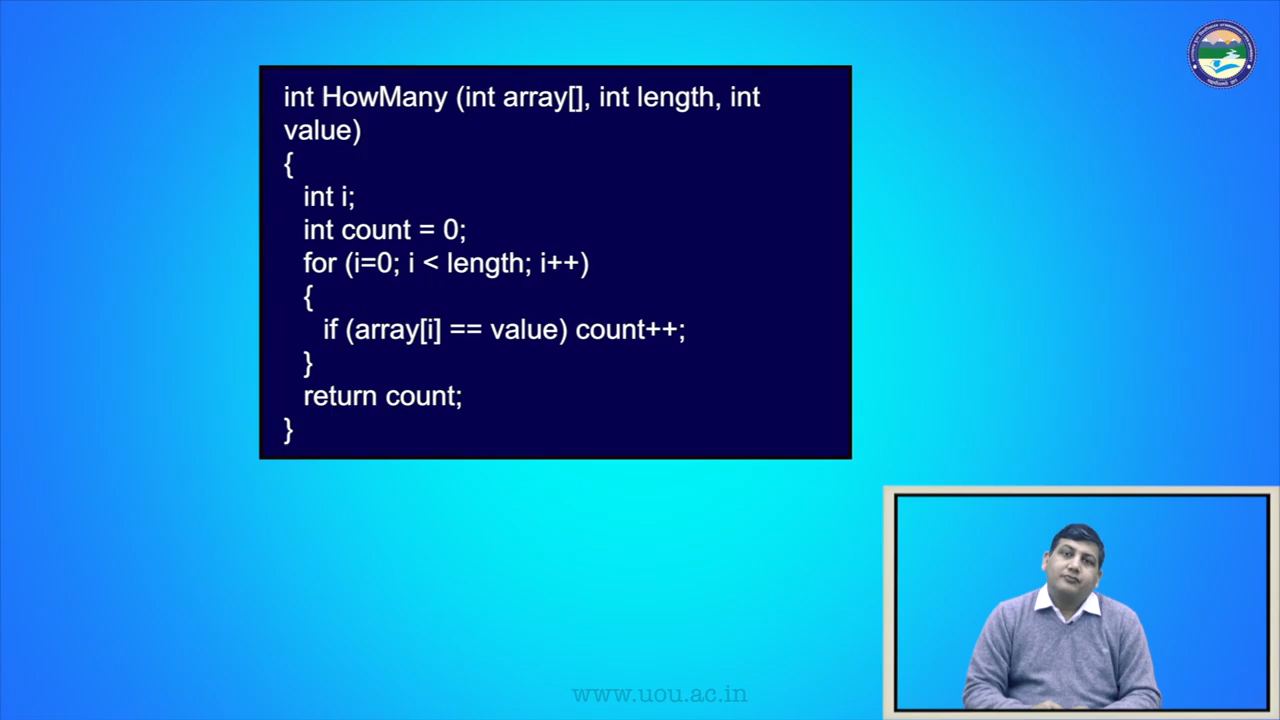 int HowMany (int array[], int length, int
value)
{
int i;
int count = 0;
for (i=0; i < length; i++)
{
if (array[i] == value) count++;
}
return count;
}
www.uou.ac.in